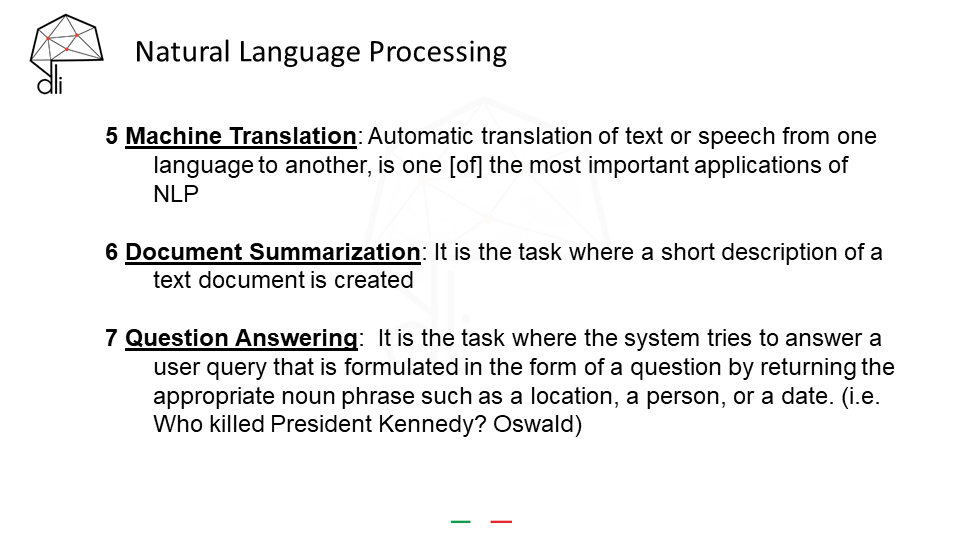 dli
Natural Language Processing
5 Machine Translation: Automatic translation of text or speech from one
language to another, is one [of] the most important applications of
NLP
6 Document Summarization: It is the task where a short description of a
text document is created
7 Question Answering:  It is the task where the system tries to answer a
user query that is formulated in the form of a question by returning the
appropriate noun phrase such as a location, a person, or a date. (i.e.
Who killed President Kennedy? Oswald)